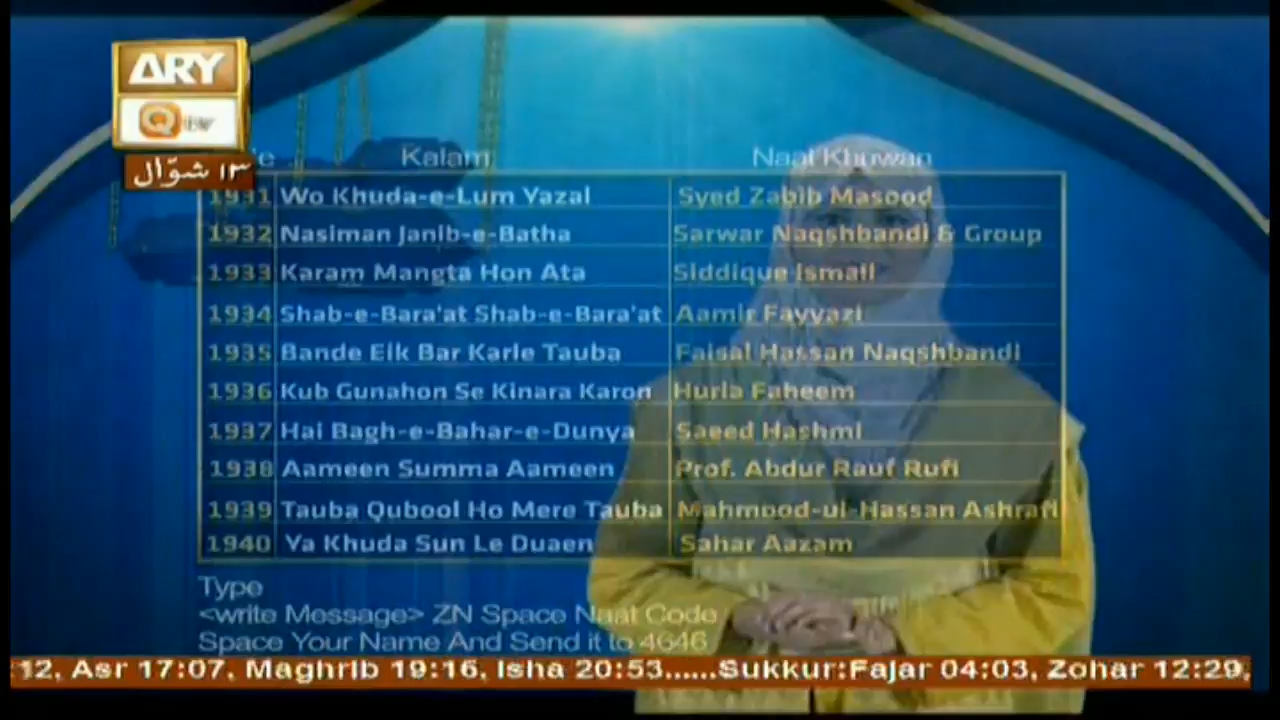 ARY
Q
۱۳ شوّال
Kalam
Naat Khuwan
1931 Wo Khuda-e-Lum Yazal Syed Zabib Masood
1932 Nasiman Janib-e-Batha Sarwar Naqshbandi & Group
1933 Karam Mangta Hon Ata Siddique Ismail
1934 Shab-e-Bara'at Shab-e-Bara'at Aamir Fayyazi
1935 Bande Eik Bar Karle Tauba Faisal Hassan Naqshbandi
1936 Kub Gunahon Se Kinara Karon Huria Faheem
1937 Hai Bagh-e-Bahar-e-Dunya Saeed Hashmi
1938 Aameen Summa Aameen Prof. Abdur Rauf Rufi
1939 Tauba Qubool Ho Mere Tauba Mahmood-ul-Hassan Ashrafi
1940 Ya Khuda Sun Le Duaen Sahar Aazam
Type
<write Message> ZN Space Naat Code
Space Your Name And Send it to 4646
:12, Asr 17:07, Maghrib 19:16, Isha 20:53......Sukkur:Fajar 04:03, Zohar 12:29,